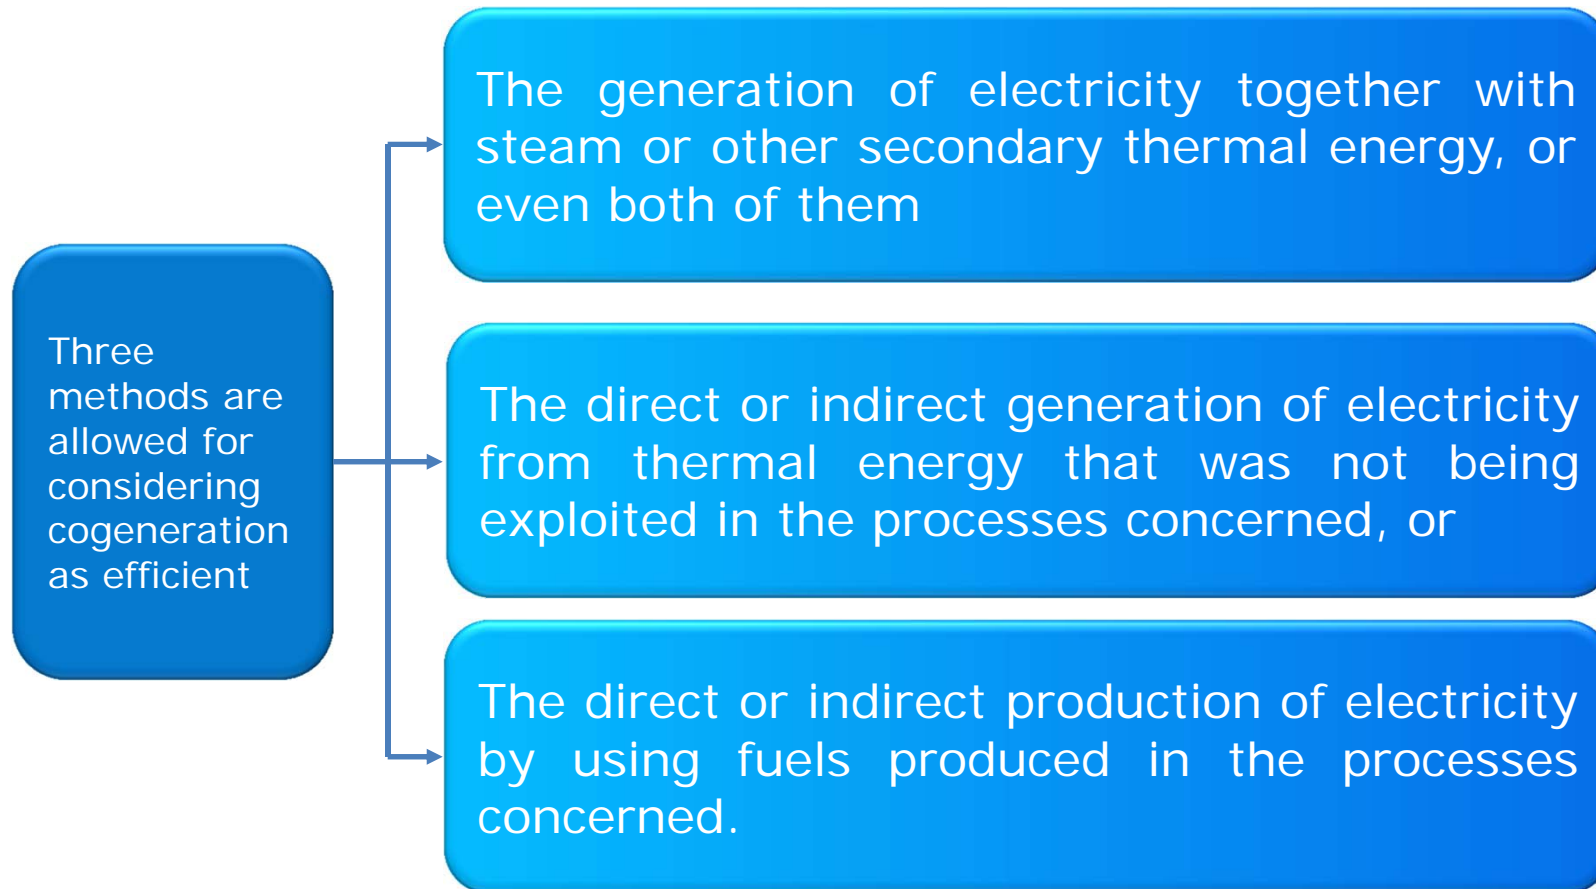 Three
methods are
allowed for
considering
cogeneration
as efficient
The generation of electricity together with
steam or other secondary thermal energy, or
even both of them
The direct or indirect generation of electricity
from thermal energy that was not being
exploited in the processes concerned, or
The direct or indirect production of electricity
by using fuels produced in the processes
concerned.